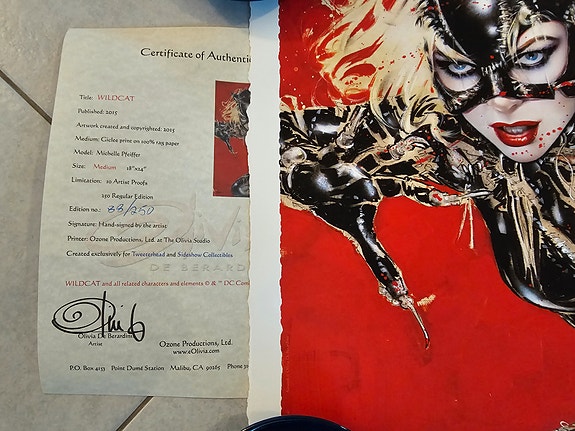 Certificate of Authentic
Title: WILDCAT
Published: 2015
Artwork created and copyrighted: 2015
Medium: Giclee print on 100% rag paper
Model: Michelle Pfeiffer
Size: Medium 18"x24"
Limitation: 10 Artist Proofs
250 Regular Edition
Edition no.: 88/250
Signature: Hand-signed by the artist
Printer: Ozone Productions, Ltd. at The Olivia Studio
Created exclusively for Tweeterhead and Sideshow Collectibles
DE BERARD
WILDCAT and all related characters and elements © & ™ DC Com
Olivia De Berardinis
Artist
Ozone Productions, Ltd.
www.eOlivia.com
P.O. Box 4153 Point Dume Station Malibu, CA 90265 Phone 31